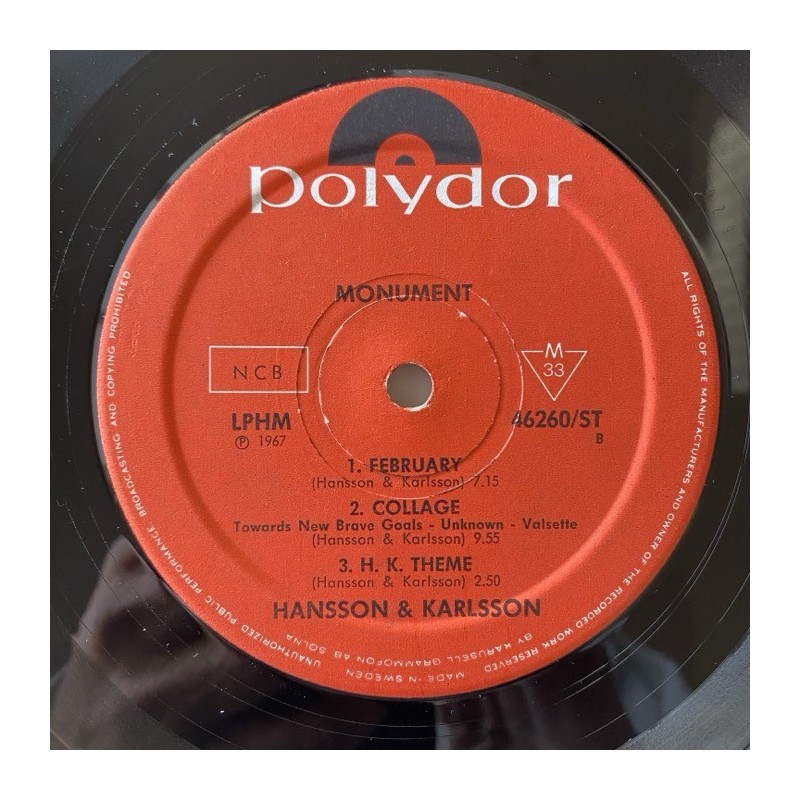 polydor
MONUMENT
NCB
M
33
LPHM
46260/ST
℗ 1967
B
1. FEBRUARY
(Hansson & Karlsson) 7.15
2. COLLAGE
Towards New Brave Goals - Unknown - Valsette
(Hansson & Karlsson) 9.55
3. H. K. THEME
(Hansson & Karlsson) 2.50
HANSSON & KARLSSON
ALL RIGHTS OF THE MANUFACTURERS AND OWNER OF THE RECORDED WORK RESERVED
UNAUTHORIZED PUBLIC PERFORMANCE BROADCASTING AND COPYING PROHIBITED
BY KARUSELL GRAMMOFON AB SOLNA
MADE IN SWEDEN